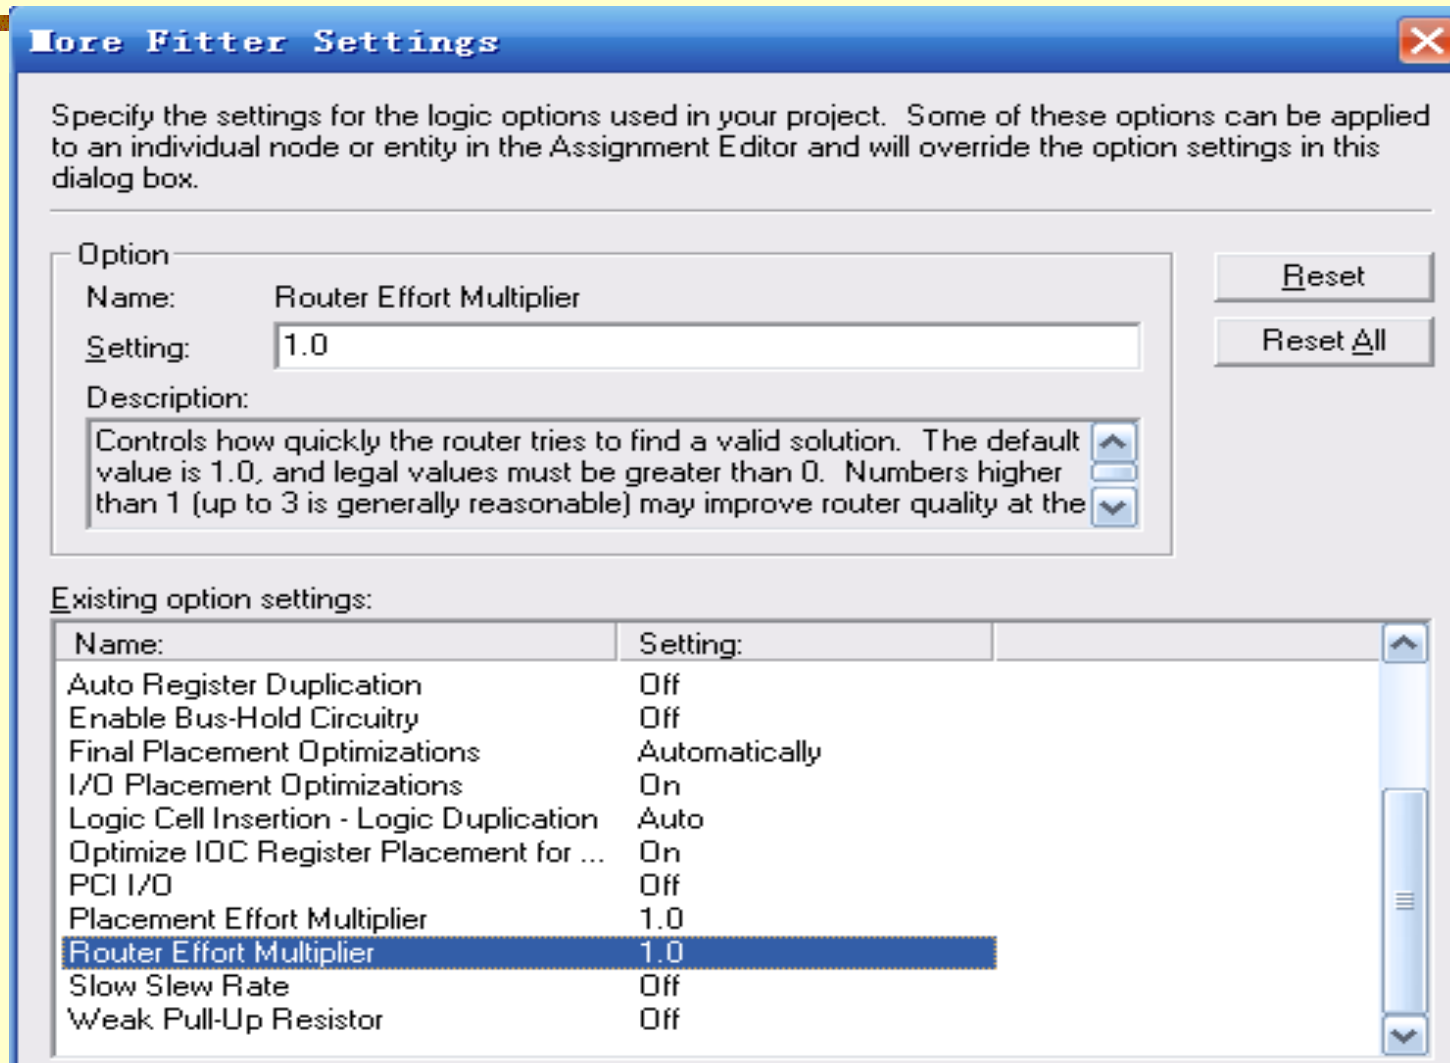 More Fitter Settings
Specify the settings for the logic options used in your project.  Some of these options can be applied
to an individual node or entity in the Assignment Editor and will override the option settings in this
dialog box.
Option
Name: Router Effort Multiplier
Reset
Setting: 1.0
Reset All
Description:
Controls how quickly the router tries to find a valid solution.  The default
value is 1.0, and legal values must be greater than 0.  Numbers higher
than 1 (up to 3 is generally reasonable) may improve router quality at the
Existing option settings:
Name: Setting:
Auto Register Duplication Off
Enable Bus-Hold Circuitry Off
Final Placement Optimizations Automatically
I/O Placement Optimizations On
Logic Cell Insertion - Logic Duplication Auto
Optimize IOC Register Placement for ... On
PCI I/O Off
Placement Effort Multiplier 1.0
Router Effort Multiplier 1.0
Slow Slew Rate Off
Weak Pull-Up Resistor Off